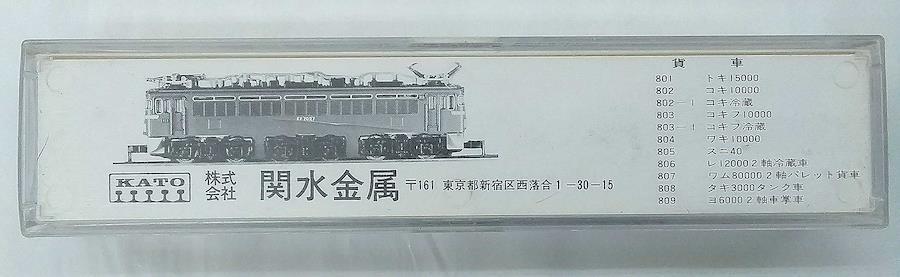 貨車
801 トキ15000
802 コキ10000
802-1 コキ冷蔵
803 コキフ10000
803-1 コキフ冷蔵
804 ワキ10000
805 スニ40
806 レ12000 2軸冷蔵車
807 ワム80000 2軸パレット貨車
808 タキ3000タンク車
809 ヨ6000 2軸車掌車
KATO
株式会社 関水金属 〒161 東京都新宿区西落合1-30-15